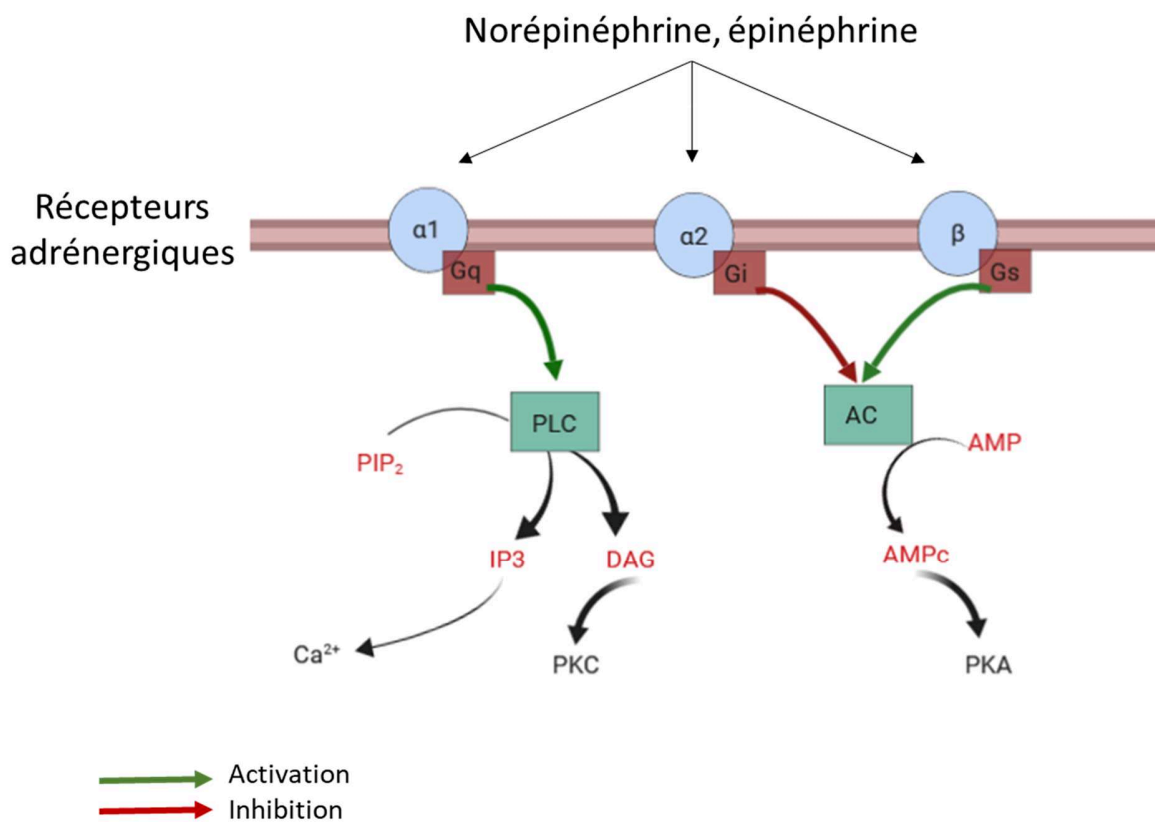 Norépinéphrine, épinéphrine
Récepteurs
adrénergiques
α1
α2
β
Gq
Gi
Gs
PLC
AC
PIP₂
AMP
IP3
DAG
AMPc
Ca²⁺
PKC
PKA
Activation
Inhibition